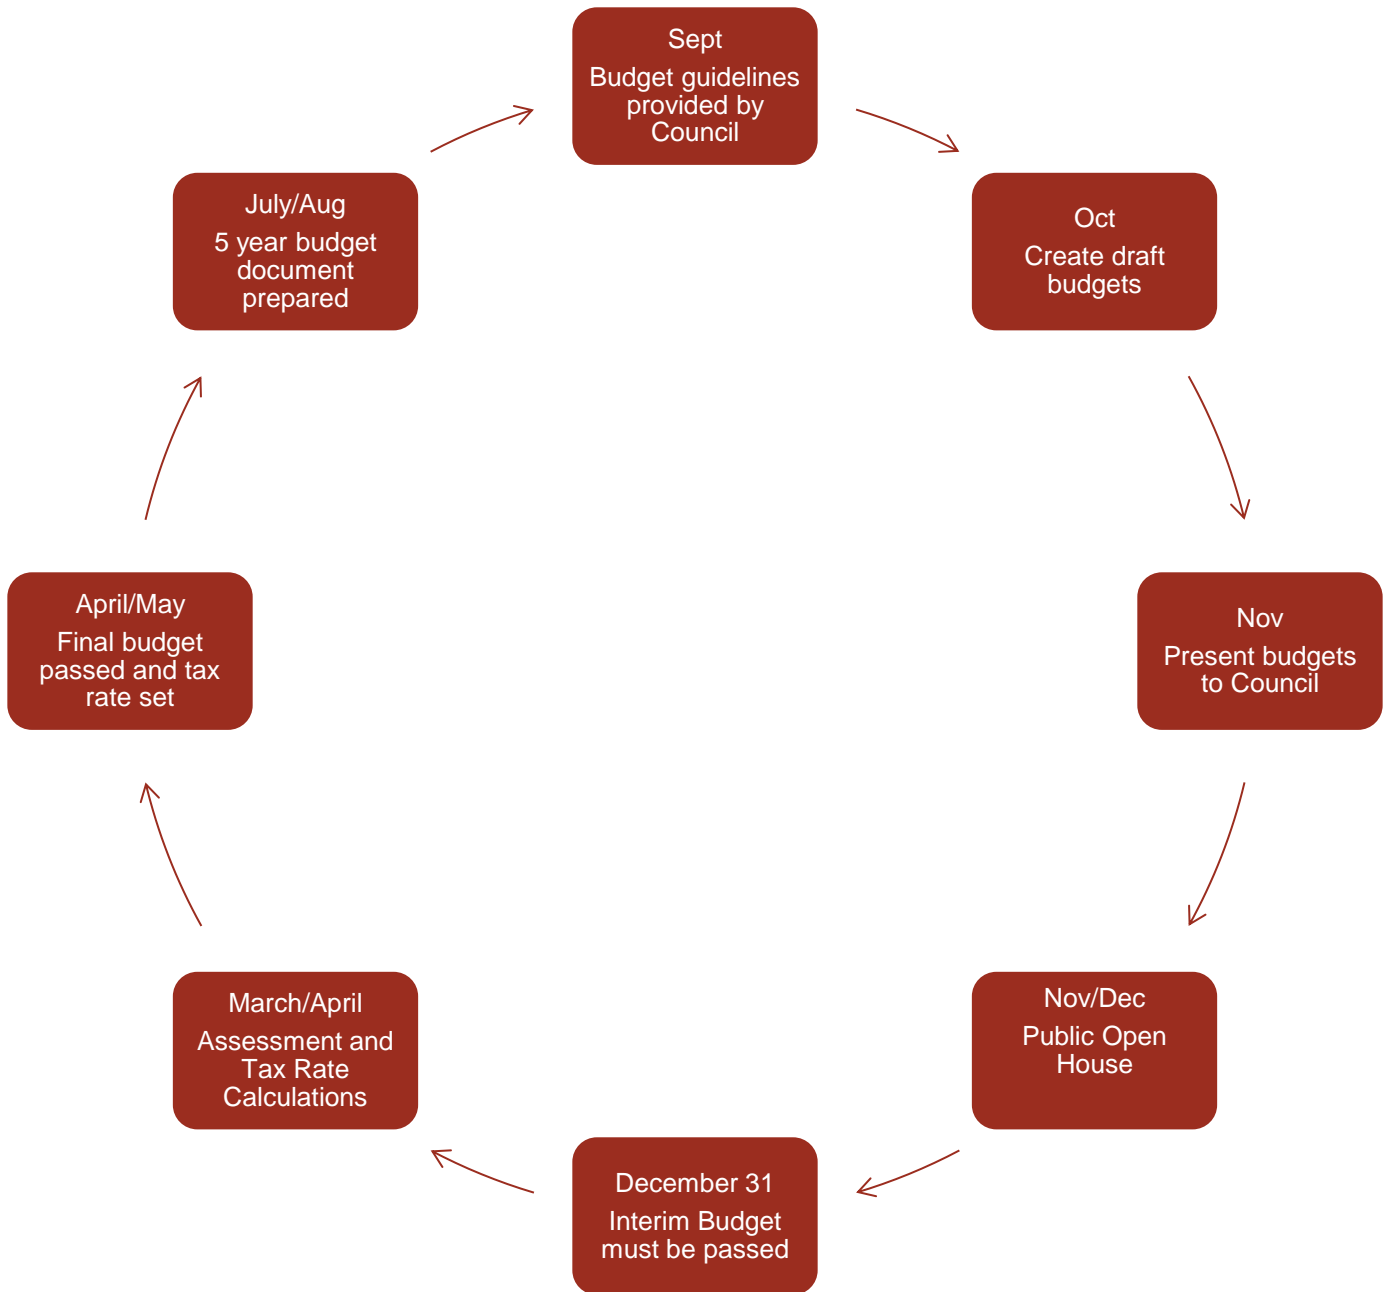 Sept
Budget guidelines
provided by
Council
Oct
Create draft
budgets
Nov
Present budgets
to Council
Nov/Dec
Public Open
House
December 31
Interim Budget
must be passed
March/April
Assessment and
Tax Rate
Calculations
April/May
Final budget
passed and tax
rate set
July/Aug
5 year budget
document
prepared